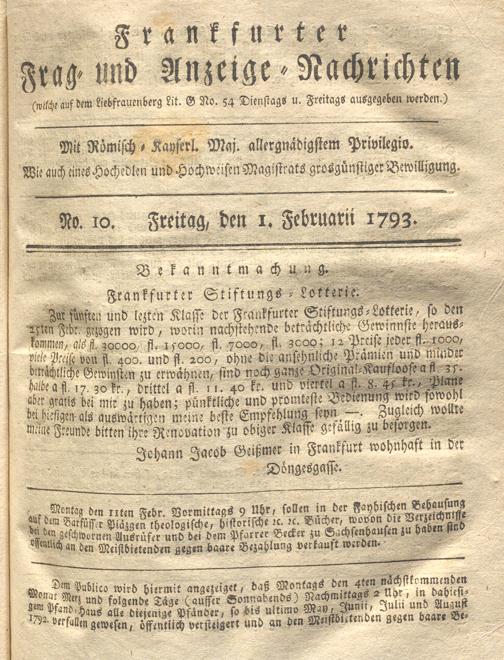 Frankfurter
Frag- und Anzeige-Nachrichten
(welche auf dem Liebfrauenberg Lit. G No. 54 Dienstags u. Freitags ausgegeben werden.)
Mit Römisch-Kayserl. Maj. allergnädigstem Privilegio.
Wie auch eines Hochedlen und Hochweisen Magistrats grosgünstiger Bewilligung.
No. 10. Freitag, den 1. Februarii 1793.
Bekanntmachung.
Frankfurter Stiftungs-Lotterie.
Zur fünften und lezten Klasse der Frankfurter Stiftungs-Lotterie, so den
25ten Fbr. gezogen wird, worin nachstehende beträchtliche Gewinnste heraus-
kommen, als fl. 30000, fl. 15000, fl. 7000, fl. 3000; 12 Preise jeder fl. 1000,
viele Preise von fl. 400. und fl. 200, ohne die ansehnliche Prämien und minder
beträchtliche Gewinsten zu erwähnen, sind noch ganze Original-Kaufloose a fl. 35-
halbe a fl. 17. 30 kr., drittel a fl. 11. 40 kr. und viertel a fl. 8. 45 kr., Plane
aber gratis bei mir zu haben; pünktliche und promteste Bedienung wird sowohl
bei hiesigen als auswärtigen meine beste Empfehlung seyn —. Zugleich wollte
meine Freunde bitten ihre Renovation zu obiger Klasse gefällig zu besorgen.
Johann Jacob Geißmer in Frankfurt wohnhaft in der
Döngesgasse.
Montag den 11ten Febr. Vormittags 9 Uhr, sollen in der Fayhischen Behausung
auf dem Barfüsser Pläzgen theologische, historische ꝛc. ꝛc. Bücher, wovon die Verzeichnisse
bei den geschwornen Ausrüfer und bei dem Pfarrer Becker zu Sachsenhausen zu haben sind
öffentlich an den Meistbietenden gegen baare Bezahlung verkauft werden.
Dem Publico wird hiermit angezeiget, daß Montags den 4ten nächstkommenden
Monat Merz und folgende Täge (ausser Sonnabends) Nachmittags 2 Uhr, in dahiesi-
gem Pfand-Haus alle diejenige Pfänder, so bis ultimo May, Junii, Julii und August
1792. verfallen gewesen, öffentlich versteigert und an den Meistbietenden gegen baare Be-